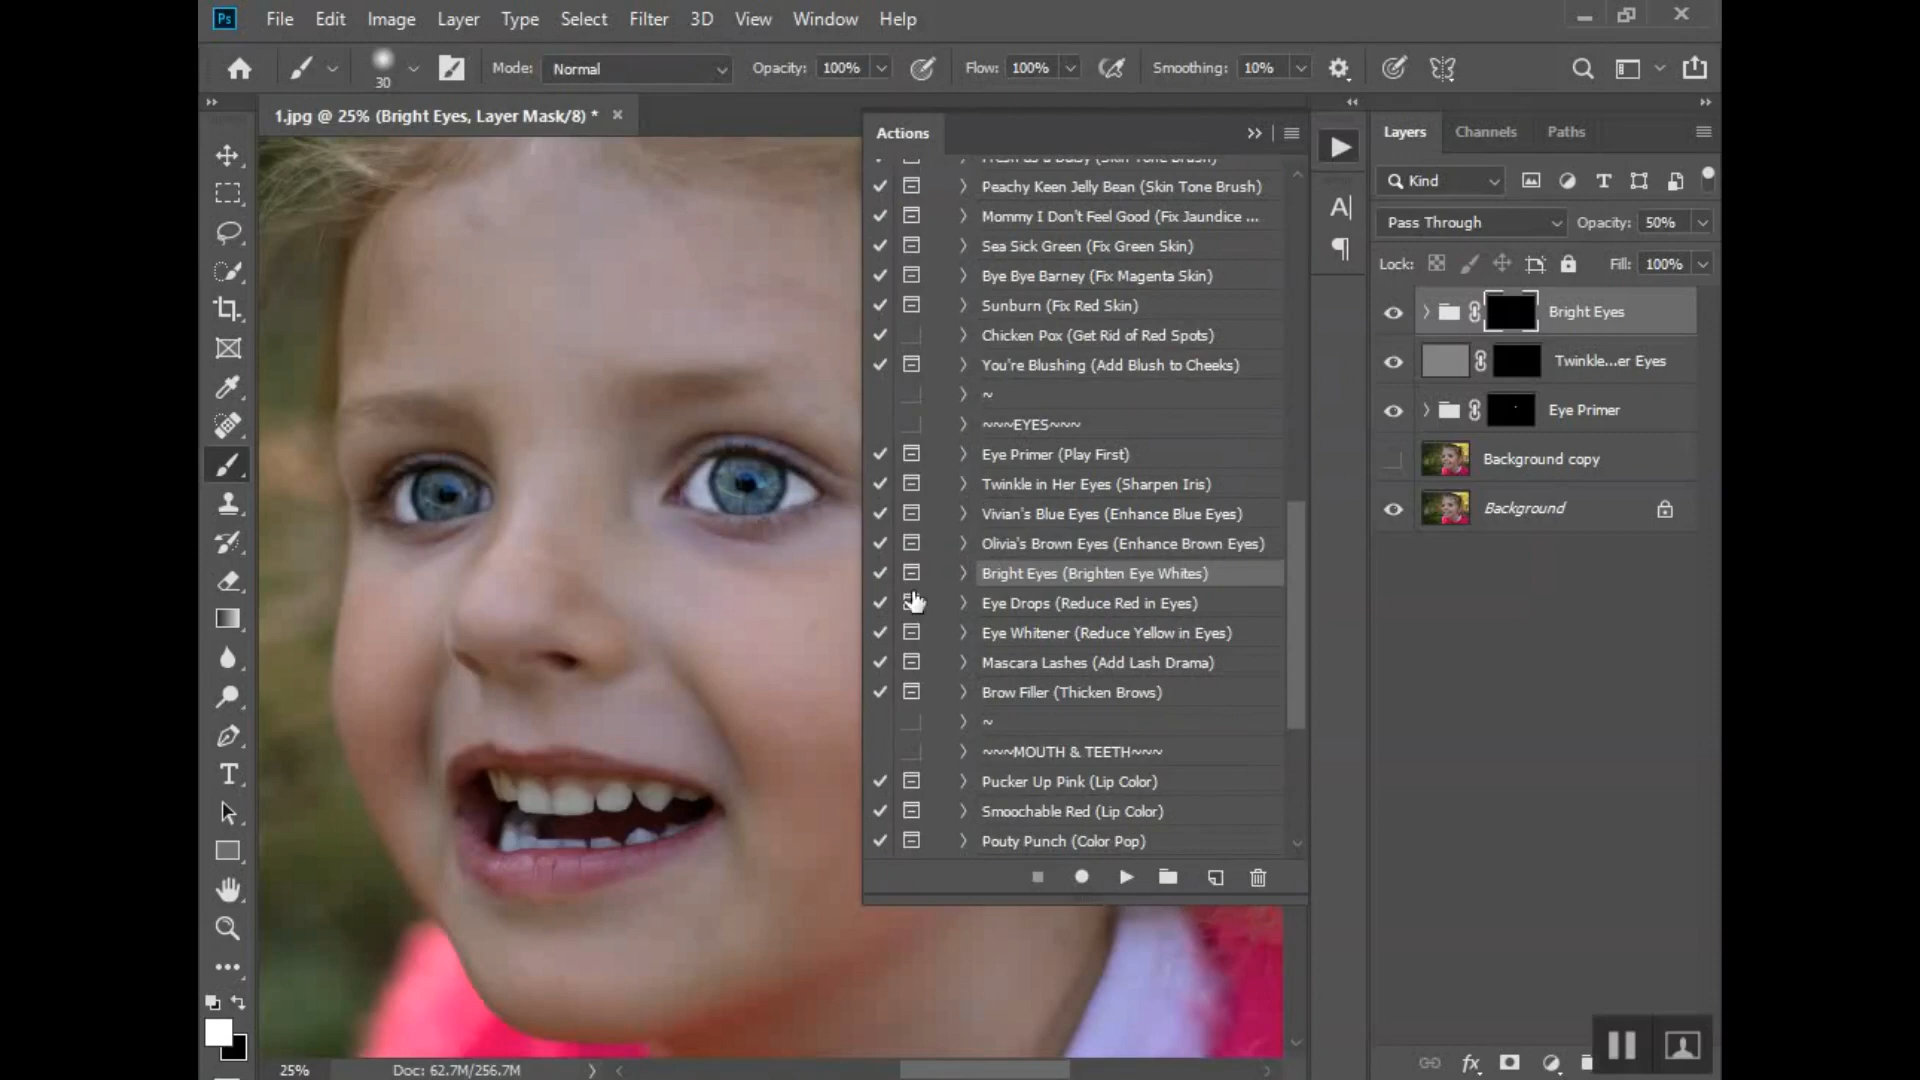 Ps File Edit Image Layer Type Select Filter 3D View Window Help
30 Mode: Normal Opacity: 100% Flow: 100% Smoothing: 10%
1.jpg @ 25% (Bright Eyes, Layer Mask/8) *
Actions
Fresh as a Daisy (Skin Tone Brush)
Peachy Keen Jelly Bean (Skin Tone Brush)
Mommy I Don't Feel Good (Fix Jaundice ...
Sea Sick Green (Fix Green Skin)
Bye Bye Barney (Fix Magenta Skin)
Sunburn (Fix Red Skin)
Chicken Pox (Get Rid of Red Spots)
You're Blushing (Add Blush to Cheeks)
~
~~~EYES~~~
Eye Primer (Play First)
Twinkle in Her Eyes (Sharpen Iris)
Vivian's Blue Eyes (Enhance Blue Eyes)
Olivia's Brown Eyes (Enhance Brown Eyes)
Bright Eyes (Brighten Eye Whites)
Eye Drops (Reduce Red in Eyes)
Eye Whitener (Reduce Yellow in Eyes)
Mascara Lashes (Add Lash Drama)
Brow Filler (Thicken Brows)
~
~~~MOUTH & TEETH~~~
Pucker Up Pink (Lip Color)
Smoochable Red (Lip Color)
Pouty Punch (Color Pop)
Layers Channels Paths
Kind
Pass Through Opacity: 50%
Lock: Fill: 100%
Bright Eyes
Twinkle...er Eyes
Eye Primer
Background copy
Background
25% Doc: 62.7M/256.7M